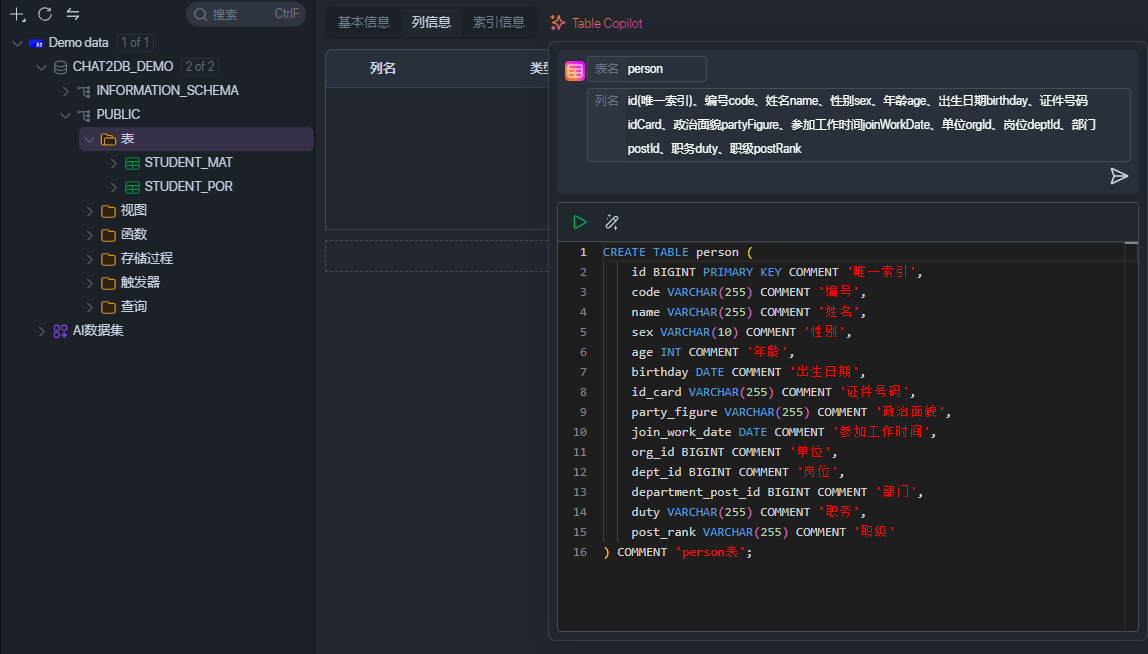 搜索 CtrlF
Demo data 1 of 1
CHAT2DB_DEMO 2 of 2
INFORMATION_SCHEMA
PUBLIC
表
STUDENT_MAT
STUDENT_POR
视图
函数
存储过程
触发器
查询
AI数据集
基本信息 列信息 索引信息 Table Copilot
列名 类型
表名 person
列名 id(唯一索引)、编号code、姓名name、性别sex、年龄age、出生日期birthday、证件号码
idCard、政治面貌partyFigure、参加工作时间joinWorkDate、单位orgId、岗位deptId、部门
postId、职务duty、职级postRank
1 CREATE TABLE person (
2 id BIGINT PRIMARY KEY COMMENT '唯一索引',
3 code VARCHAR(255) COMMENT '编号',
4 name VARCHAR(255) COMMENT '姓名',
5 sex VARCHAR(10) COMMENT '性别',
6 age INT COMMENT '年龄',
7 birthday DATE COMMENT '出生日期',
8 id_card VARCHAR(255) COMMENT '证件号码',
9 party_figure VARCHAR(255) COMMENT '政治面貌',
10 join_work_date DATE COMMENT '参加工作时间',
11 org_id BIGINT COMMENT '单位',
12 dept_id BIGINT COMMENT '岗位',
13 department_post_id BIGINT COMMENT '部门',
14 duty VARCHAR(255) COMMENT '职务',
15 post_rank VARCHAR(255) COMMENT '职级'
16 ) COMMENT 'person表';